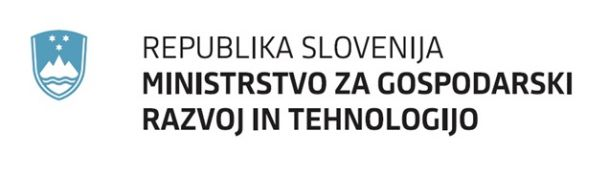 REPUBLIKA SLOVENIJA
MINISTRSTVO ZA GOSPODARSKI
RAZVOJ IN TEHNOLOGIJO